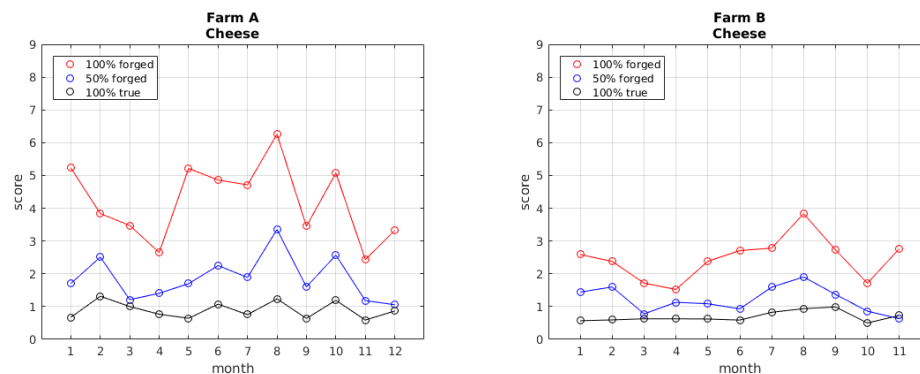 Farm A
Cheese
9
8
7
6
5
4
3
2
1
0
score
100% forged
50% forged
100% true
1 2 3 4 5 6 7 8 9 10 11 12
month
Farm B
Cheese
9
8
7
6
5
4
3
2
1
0
score
100% forged
50% forged
100% true
1 2 3 4 5 6 7 8 9 10 11
month